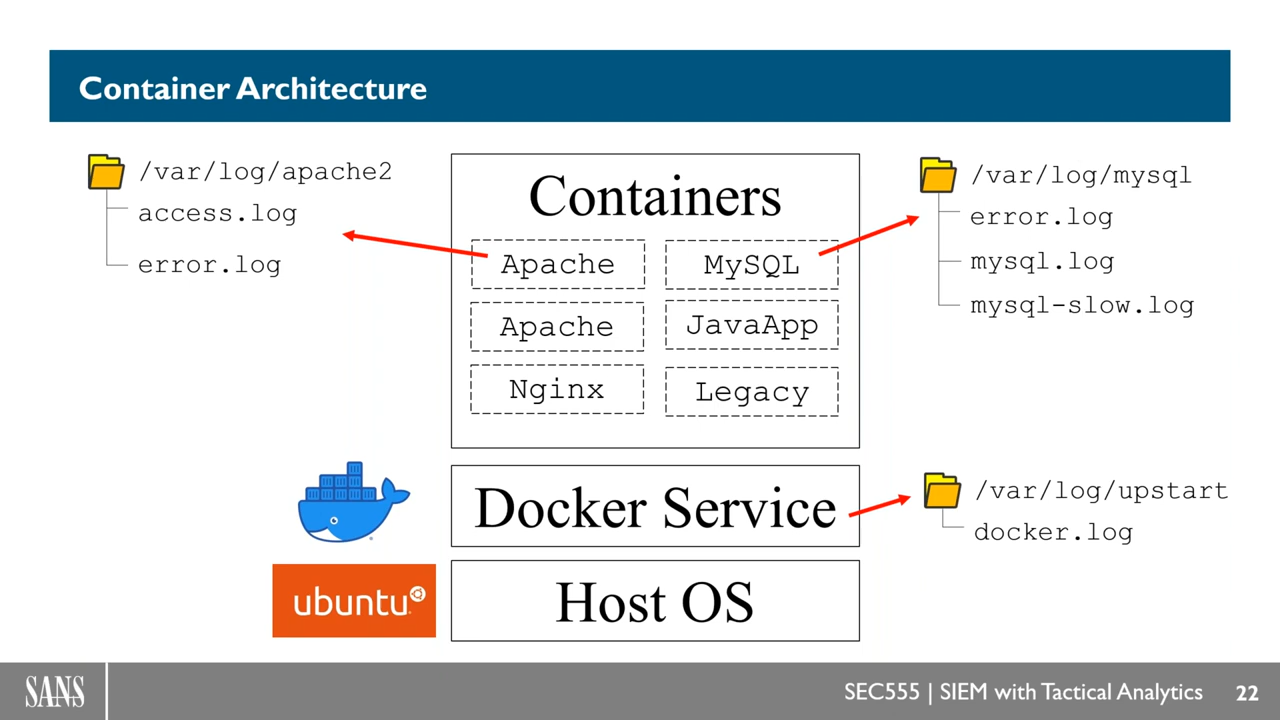 Container Architecture
/var/log/apache2
access.log
error.log
Containers
Apache
MySQL
Apache
JavaApp
Nginx
Legacy
/var/log/mysql
error.log
mysql.log
mysql-slow.log
Docker Service
/var/log/upstart
docker.log
ubuntu
Host OS
SANS
SEC555 | SIEM with Tactical Analytics
22